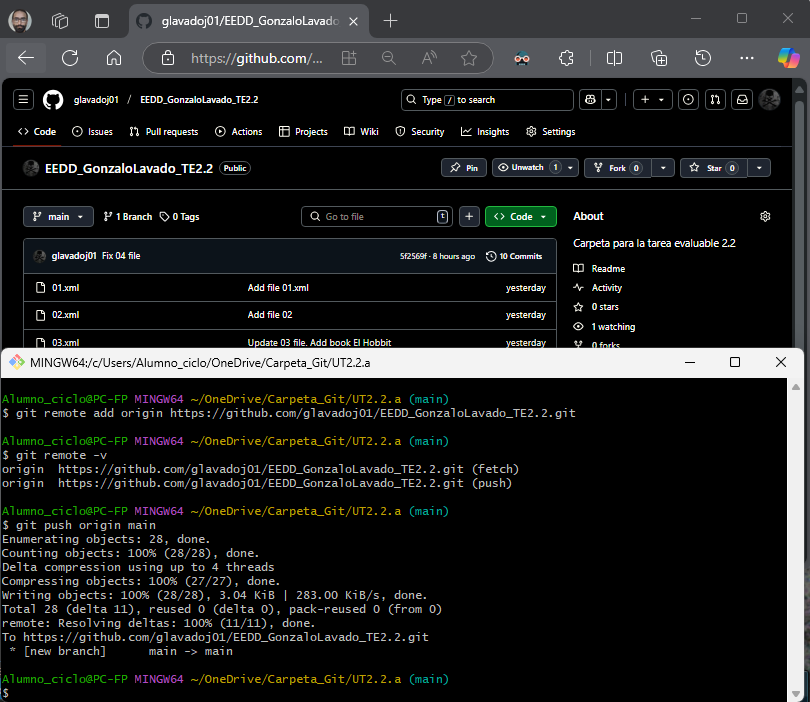 glavadoj01/EEDD_GonzaloLavado
https://github.com/...
glavadoj01 / EEDD_GonzaloLavado_TE2.2
Type / to search
Code Issues Pull requests Actions Projects Wiki Security Insights Settings
EEDD_GonzaloLavado_TE2.2 Public
Pin Unwatch 1 Fork 0 Star 0
main 1 Branch 0 Tags
Go to file t
Code
About
Carpeta para la tarea evaluable 2.2
Readme
Activity
0 stars
1 watching
0 forks
glavadoj01 Fix 04 file 5f2569f · 8 hours ago 10 Commits
01.xml Add file 01.xml yesterday
02.xml Add file 02 yesterday
03.xml Update 03 file. Add book El Hobbit yesterday
MINGW64:/c/Users/Alumno_ciclo/OneDrive/Carpeta_Git/UT2.2.a
Alumno_ciclo@PC-FP MINGW64 ~/OneDrive/Carpeta_Git/UT2.2.a (main)
$ git remote add origin https://github.com/glavadoj01/EEDD_GonzaloLavado_TE2.2.git
Alumno_ciclo@PC-FP MINGW64 ~/OneDrive/Carpeta_Git/UT2.2.a (main)
$ git remote -v
origin https://github.com/glavadoj01/EEDD_GonzaloLavado_TE2.2.git (fetch)
origin https://github.com/glavadoj01/EEDD_GonzaloLavado_TE2.2.git (push)
Alumno_ciclo@PC-FP MINGW64 ~/OneDrive/Carpeta_Git/UT2.2.a (main)
$ git push origin main
Enumerating objects: 28, done.
Counting objects: 100% (28/28), done.
Delta compression using up to 4 threads
Compressing objects: 100% (27/27), done.
Writing objects: 100% (28/28), 3.04 KiB | 283.00 KiB/s, done.
Total 28 (delta 11), reused 0 (delta 0), pack-reused 0 (from 0)
remote: Resolving deltas: 100% (11/11), done.
To https://github.com/glavadoj01/EEDD_GonzaloLavado_TE2.2.git
 * [new branch] main -> main
Alumno_ciclo@PC-FP MINGW64 ~/OneDrive/Carpeta_Git/UT2.2.a (main)
$